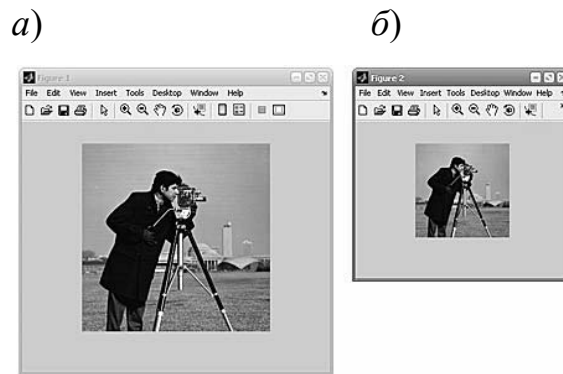 а) б)
Figure 1
File Edit View Insert Tools Desktop Window Help
Figure 2
File Edit View Insert Tools Desktop Window Help